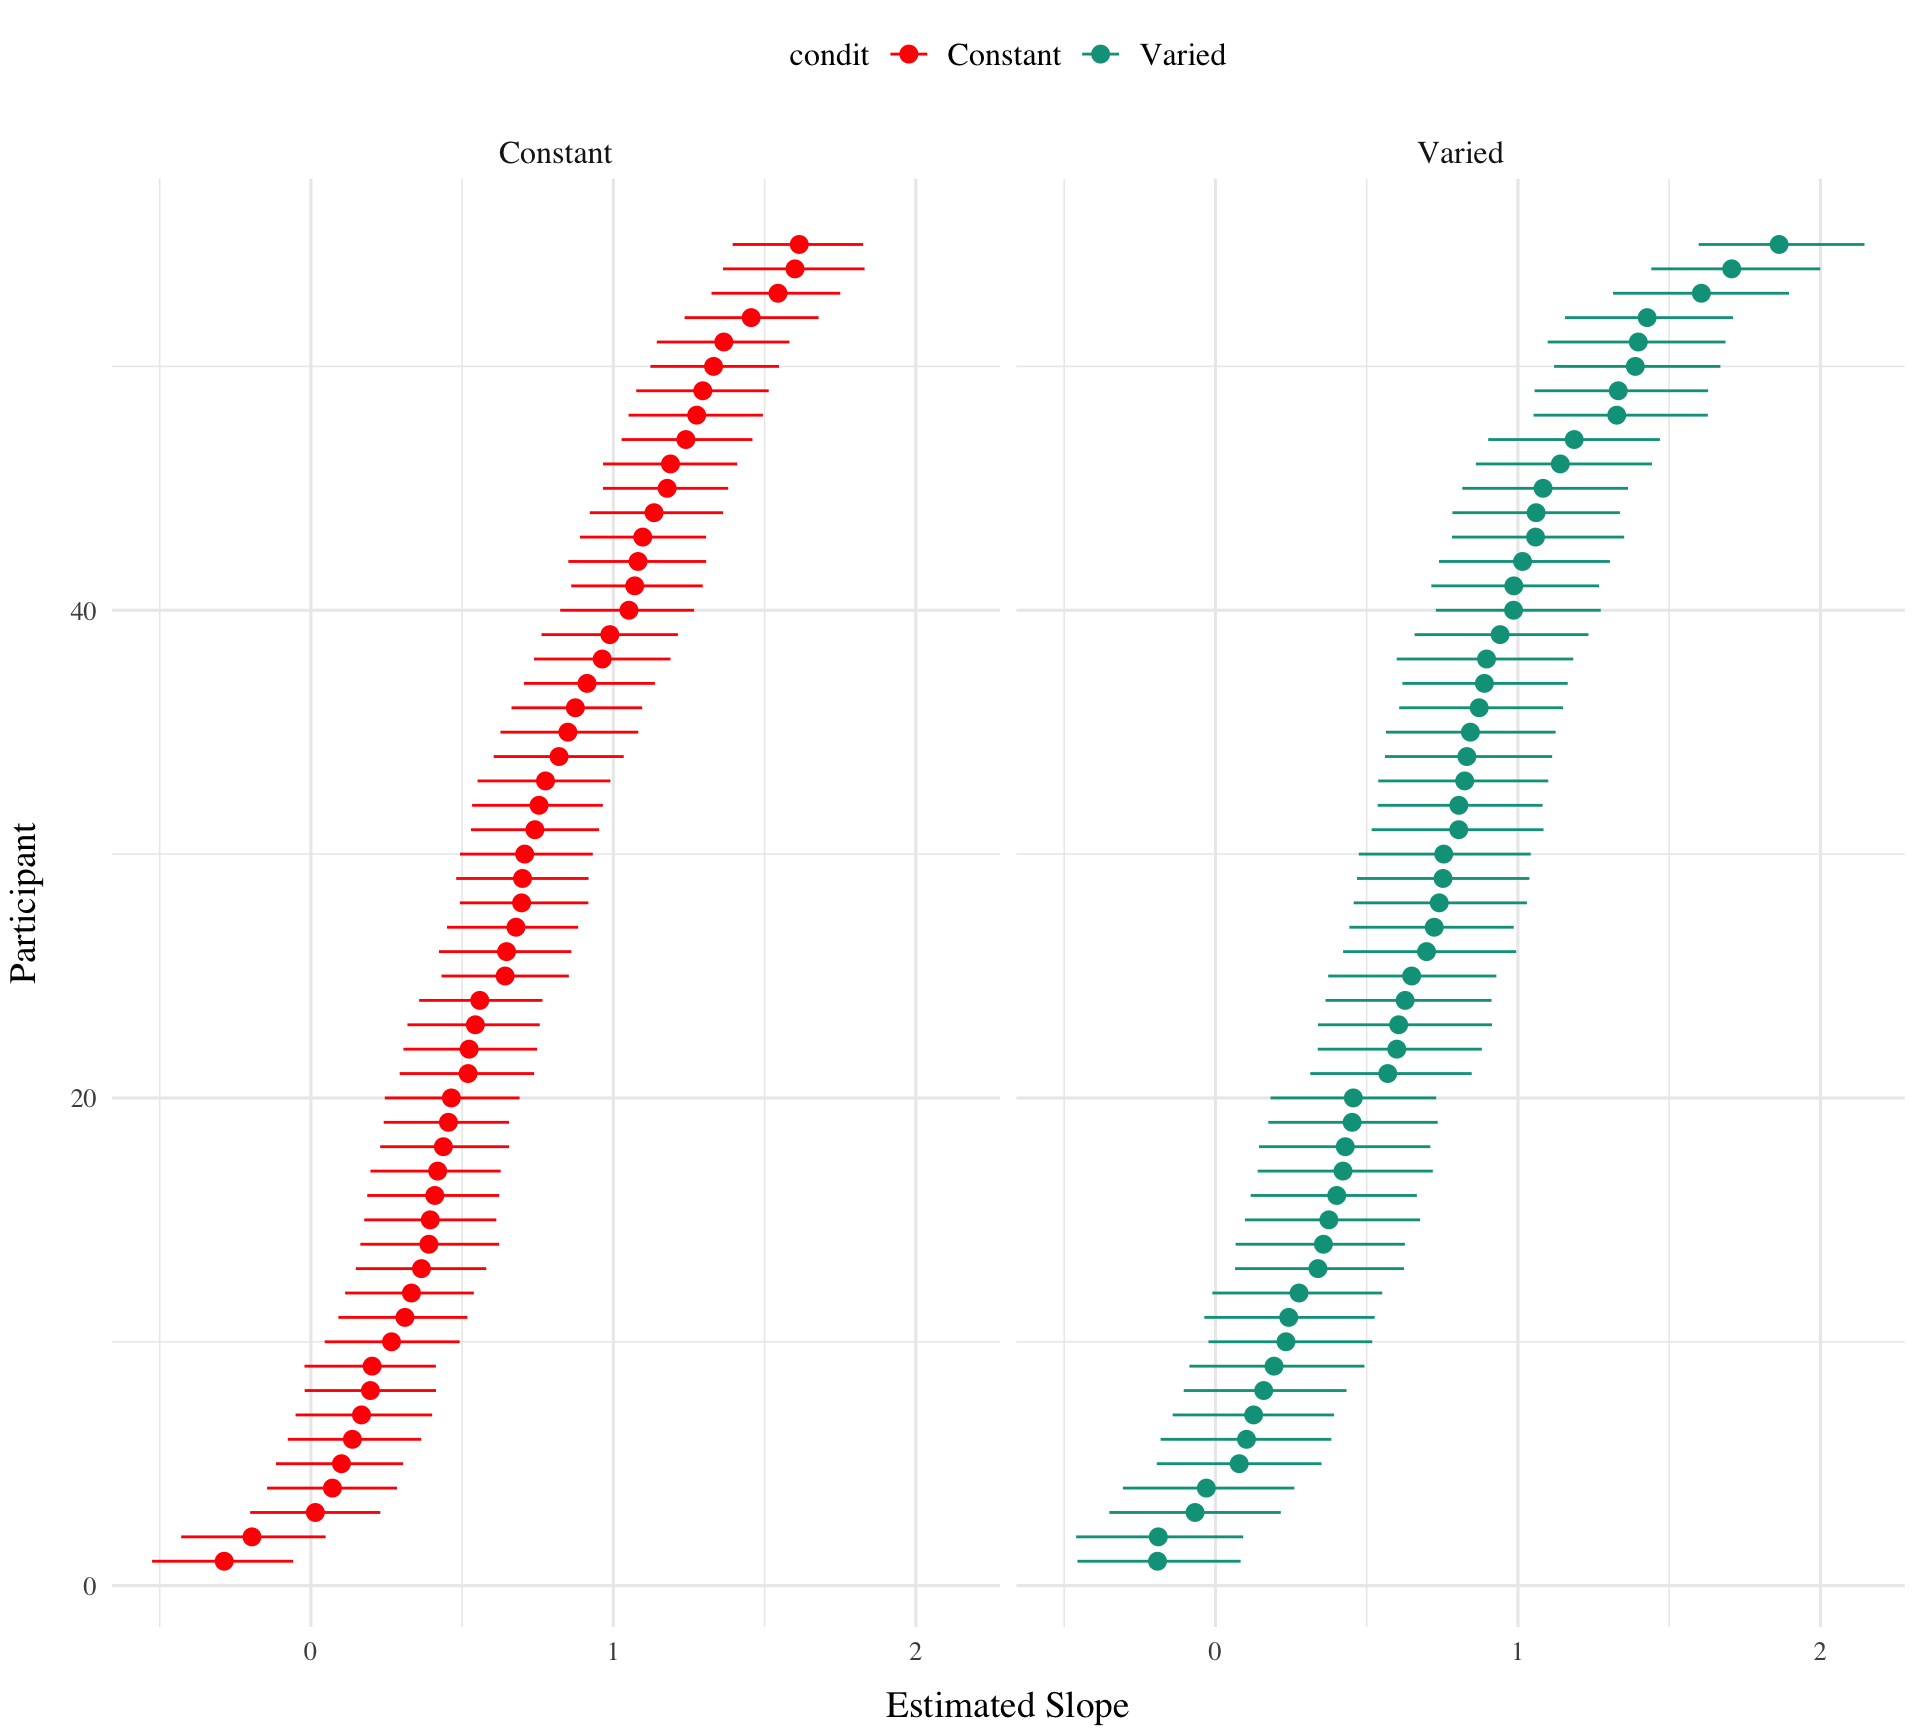 condit Constant Varied
Constant Varied
40
20
0
Participant
0 1 2 0 1 2
Estimated Slope